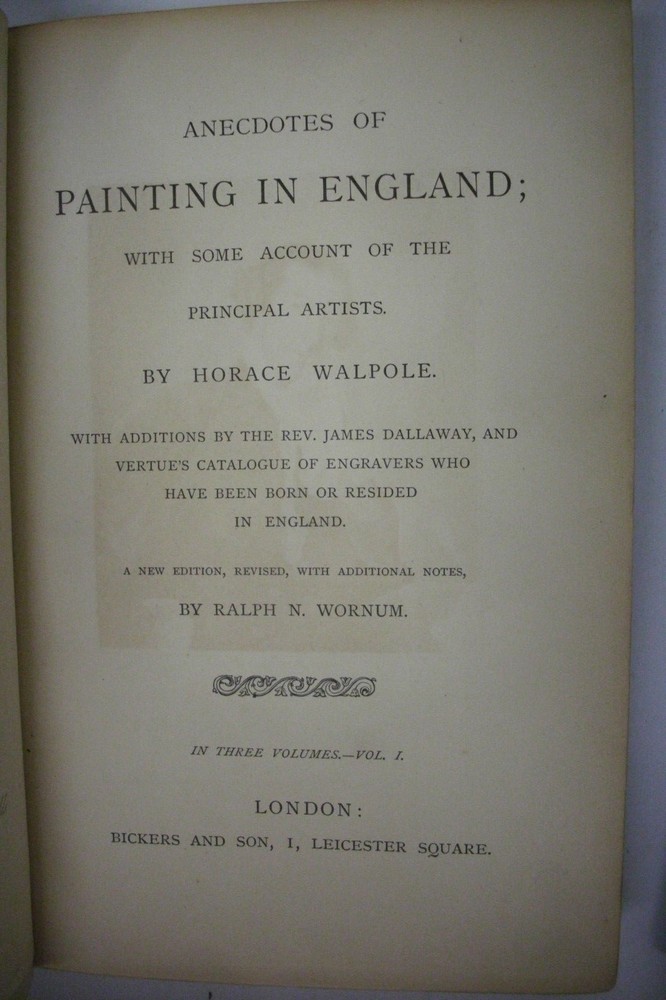 ANECDOTES OF
PAINTING IN ENGLAND;
WITH SOME ACCOUNT OF THE
PRINCIPAL ARTISTS.
BY HORACE WALPOLE.
WITH ADDITIONS BY THE REV. JAMES DALLAWAY, AND
VERTUE'S CATALOGUE OF ENGRAVERS WHO
HAVE BEEN BORN OR RESIDED
IN ENGLAND.
A NEW EDITION, REVISED, WITH ADDITIONAL NOTES,
BY RALPH N. WORNUM.
IN THREE VOLUMES.—VOL. I.
LONDON:
BICKERS AND SON, 1, LEICESTER SQUARE.